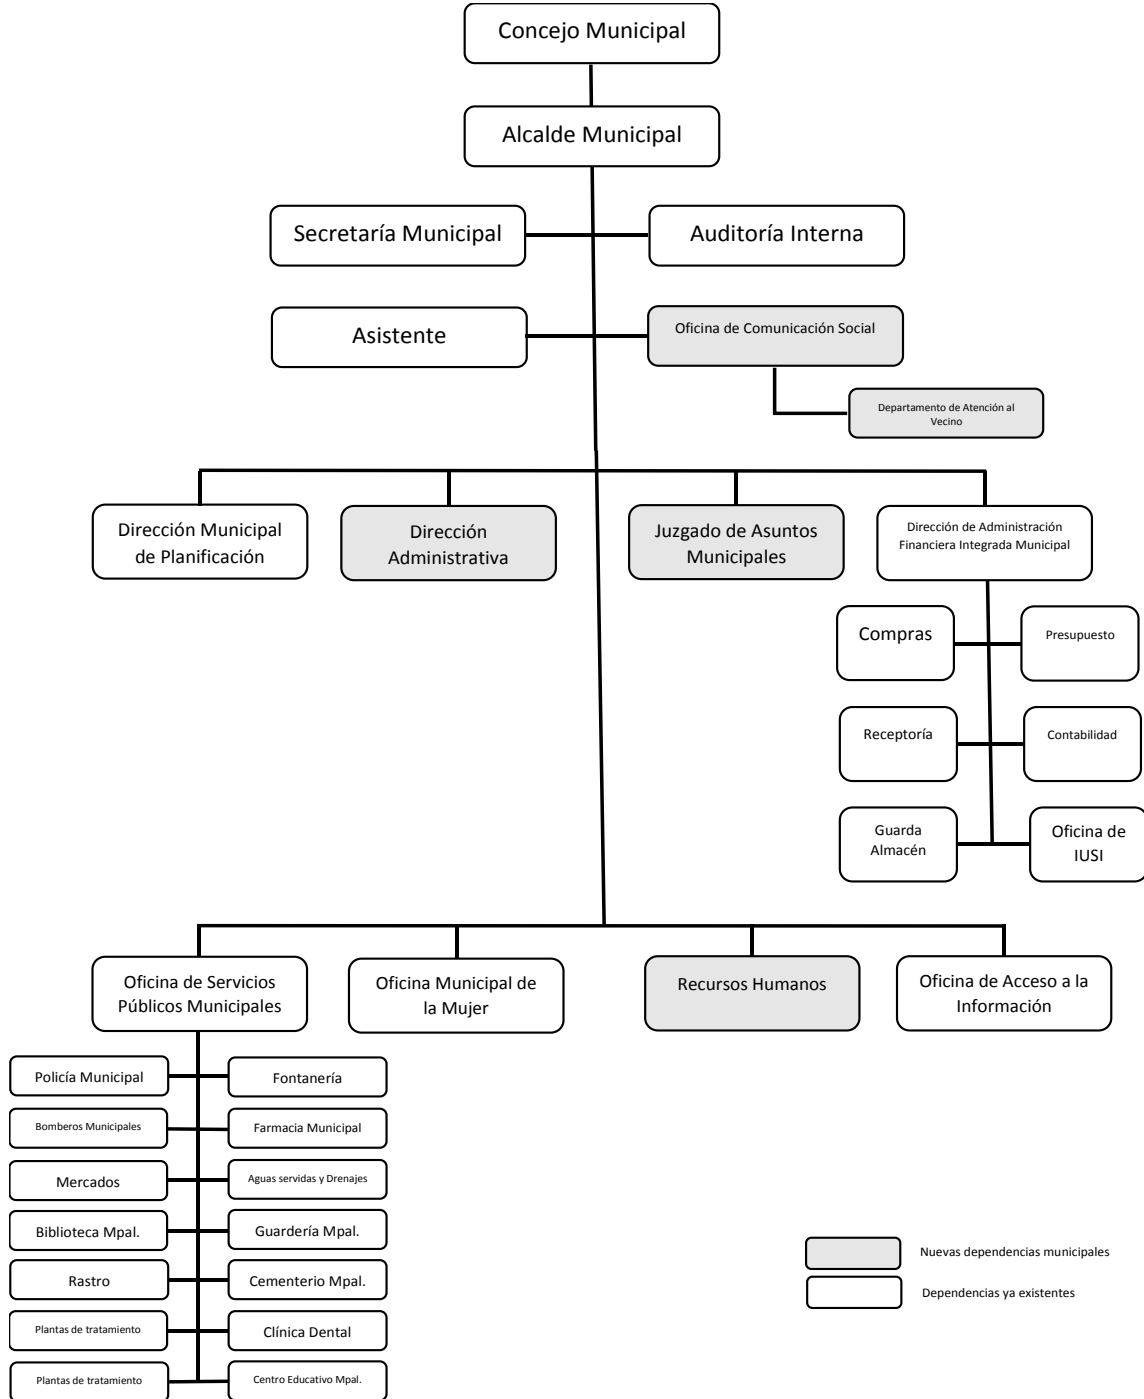 Concejo Municipal
Alcalde Municipal
Secretaría Municipal
Auditoría Interna
Asistente
Oficina de Comunicación Social
Departamento de Atención al
Vecino
Dirección Municipal
de Planificación
Dirección
Administrativa
Juzgado de Asuntos
Municipales
Dirección de Administración
Financiera Integrada Municipal
Compras
Presupuesto
Receptoría
Contabilidad
Guarda
Almacén
Oficina de
IUSI
Oficina de Servicios
Públicos Municipales
Oficina Municipal de
la Mujer
Recursos Humanos
Oficina de Acceso a la
Información
Policía Municipal
Fontanería
Bomberos Municipales
Farmacia Municipal
Mercados
Aguas servidas y Drenajes
Biblioteca Mpal.
Guardería Mpal.
Rastro
Cementerio Mpal.
Plantas de tratamiento
Clínica Dental
Plantas de tratamiento
Centro Educativo Mpal.
Nuevas dependencias municipales
Dependencias ya existentes